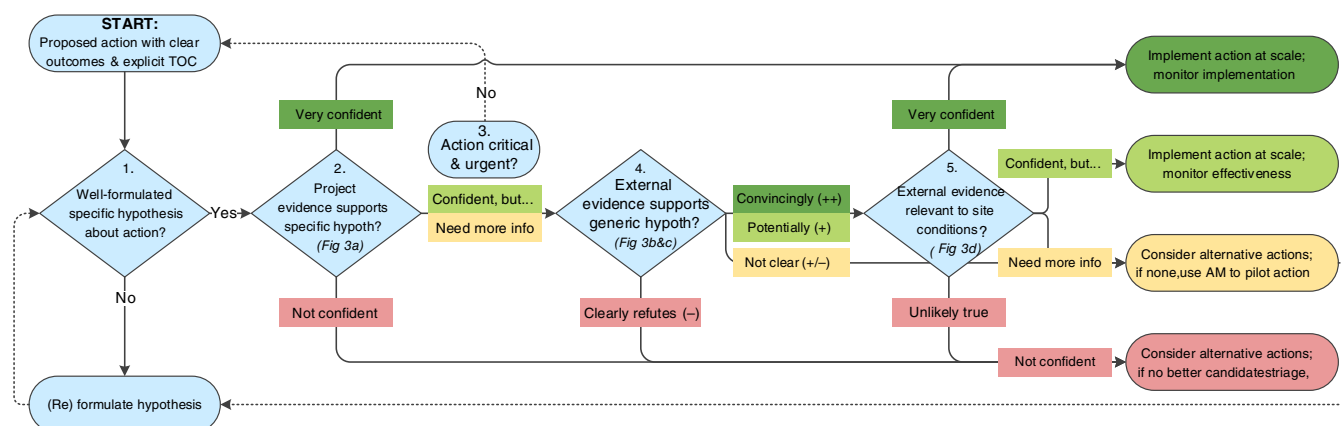 START:
Proposed action with clear
outcomes & explicit TOC
1.
Well-formulated
specific hypothesis
about action?
Yes
No
(Re) formulate hypothesis
2.
Project
evidence supports
specific hypoth?
(Fig 3a)
Very confident
Confident, but...
Need more info
Not confident
No
3.
Action critical
& urgent?
4.
External
evidence supports
generic hypoth?
(Fig 3b&c)
Convincingly (++)
Potentially (+)
Not clear (+/–)
Clearly refutes (–)
5.
External evidence
relevant to site
conditions?
( Fig 3d)
Very confident
Confident, but...
Need more info
Unlikely true
Not confident
Implement action at scale;
monitor implementation
Implement action at scale;
monitor effectiveness
Consider alternative actions;
if none,use AM to pilot action
Consider alternative actions;
if no better candidatestriage,